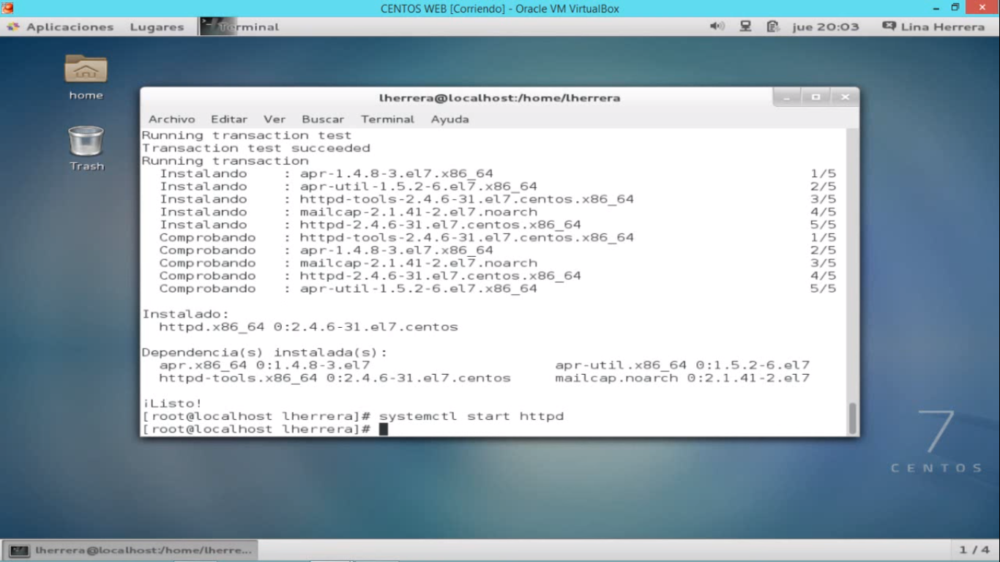 CENTOS WEB [Corriendo] - Oracle VM VirtualBox
Aplicaciones Lugares Terminal jue 20:03 Lina Herrera
home
Trash
lherrera@localhost:/home/lherrera
Archivo Editar Ver Buscar Terminal Ayuda
Running transaction test
Transaction test succeeded
Running transaction
Instalando : apr-1.4.8-3.el7.x86_64 1/5
Instalando : apr-util-1.5.2-6.el7.x86_64 2/5
Instalando : httpd-tools-2.4.6-31.el7.centos.x86_64 3/5
Instalando : mailcap-2.1.41-2.el7.noarch 4/5
Instalando : httpd-2.4.6-31.el7.centos.x86_64 5/5
Comprobando : httpd-tools-2.4.6-31.el7.centos.x86_64 1/5
Comprobando : apr-1.4.8-3.el7.x86_64 2/5
Comprobando : mailcap-2.1.41-2.el7.noarch 3/5
Comprobando : httpd-2.4.6-31.el7.centos.x86_64 4/5
Comprobando : apr-util-1.5.2-6.el7.x86_64 5/5
Instalado:
httpd.x86_64 0:2.4.6-31.el7.centos
Dependencia(s) instalada(s):
apr.x86_64 0:1.4.8-3.el7 apr-util.x86_64 0:1.5.2-6.el7
httpd-tools.x86_64 0:2.4.6-31.el7.centos mailcap.noarch 0:2.1.41-2.el7
¡Listo!
[root@localhost lherrera]# systemctl start httpd
[root@localhost lherrera]#
7
CENTOS
lherrera@localhost:/home/lherre... 1 / 4